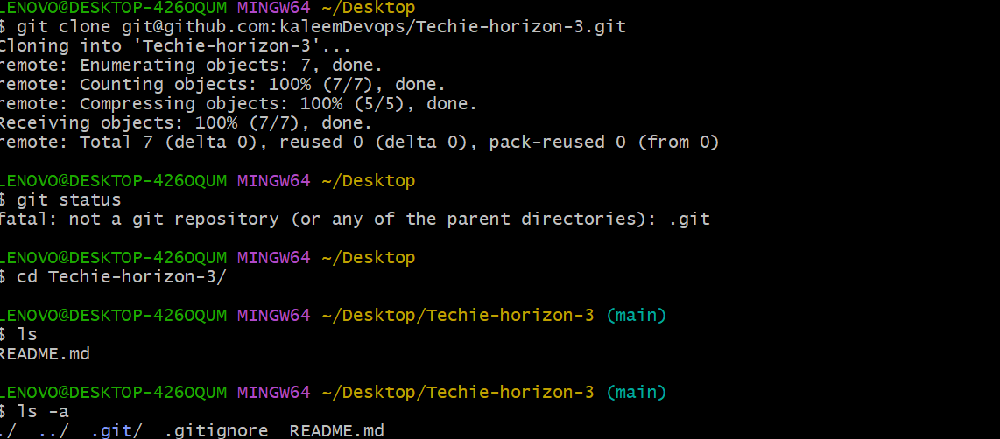 LENOVO@DESKTOP-426OQUM MINGW64 ~/Desktop
$ git clone git@github.com:kaleemDevops/Techie-horizon-3.git
Cloning into 'Techie-horizon-3'...
remote: Enumerating objects: 7, done.
remote: Counting objects: 100% (7/7), done.
remote: Compressing objects: 100% (5/5), done.
Receiving objects: 100% (7/7), done.
remote: Total 7 (delta 0), reused 0 (delta 0), pack-reused 0 (from 0)
LENOVO@DESKTOP-426OQUM MINGW64 ~/Desktop
$ git status
fatal: not a git repository (or any of the parent directories): .git
LENOVO@DESKTOP-426OQUM MINGW64 ~/Desktop
$ cd Techie-horizon-3/
LENOVO@DESKTOP-426OQUM MINGW64 ~/Desktop/Techie-horizon-3 (main)
$ ls
README.md
LENOVO@DESKTOP-426OQUM MINGW64 ~/Desktop/Techie-horizon-3 (main)
$ ls -a
./ ../ .git/ .gitignore README.md